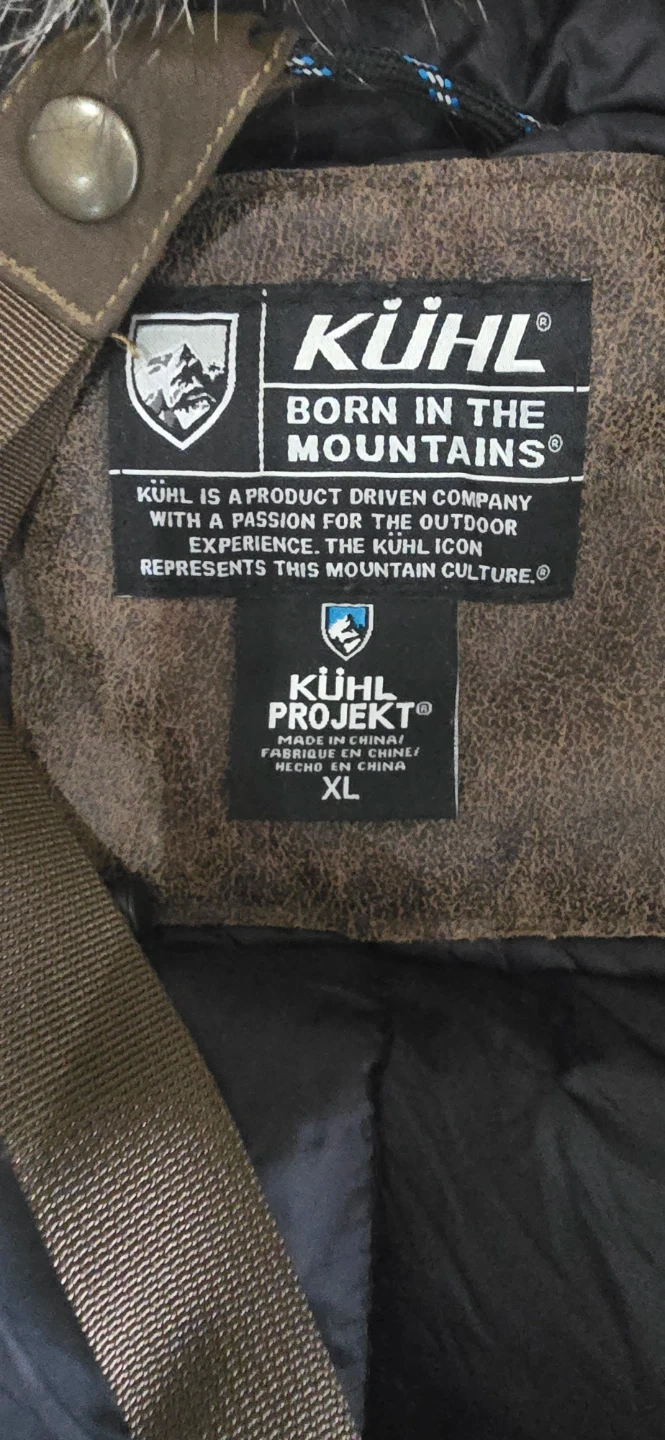 KÜHL®
BORN IN THE
MOUNTAINS®
KÜHL IS A PRODUCT DRIVEN COMPANY
WITH A PASSION FOR THE OUTDOOR
EXPERIENCE. THE KÜHL ICON
REPRESENTS THIS MOUNTAIN CULTURE.®
KÜHL
PROJEKT®
MADE IN CHINA/
FABRIQUE EN CHINE/
HECHO EN CHINA
XL